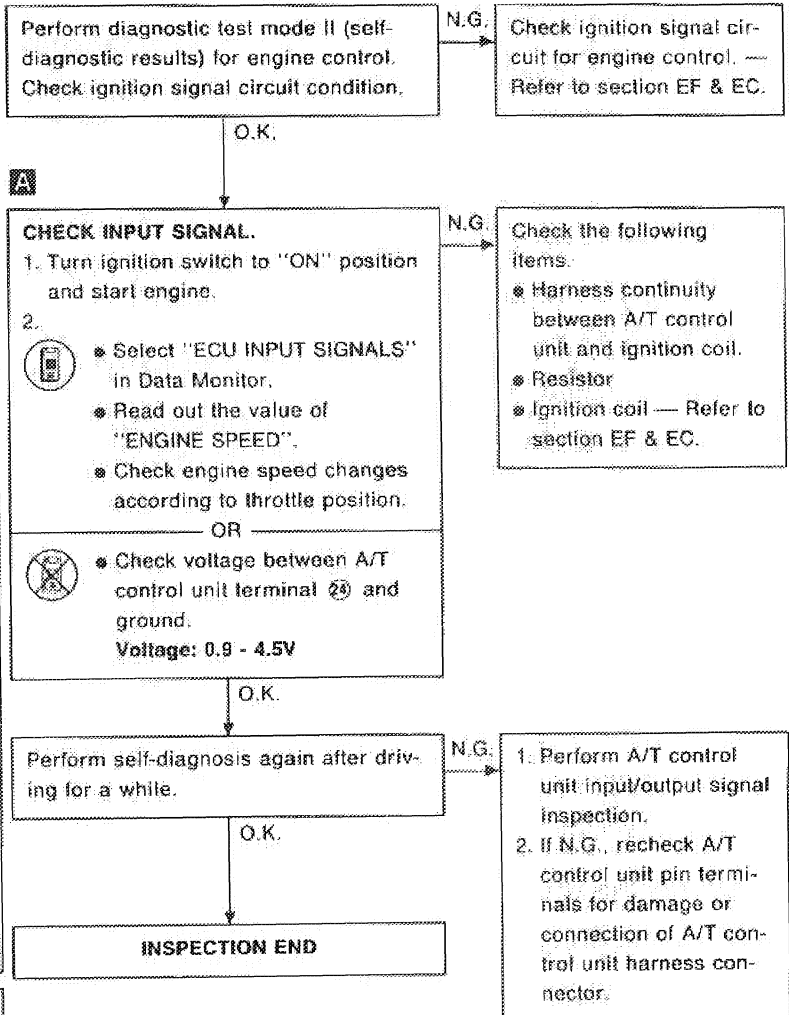 Perform diagnostic test mode II (self-
diagnostic results) for engine control.
Check ignition signal circuit condition.
N.G.
Check ignition signal cir-
cuit for engine control. —
Refer to section EF & EC.
O.K.
A
CHECK INPUT SIGNAL.
1. Turn ignition switch to "ON" position
and start engine.
2.
● Select "ECU INPUT SIGNALS"
in Data Monitor.
● Read out the value of
"ENGINE SPEED".
● Check engine speed changes
according to throttle position.
OR
● Check voltage between A/T
control unit terminal ㉔ and
ground.
Voltage: 0.9 - 4.5V
N.G.
Check the following
items.
● Harness continuity
between A/T control
unit and ignition coil.
● Resistor
● Ignition coil — Refer to
section EF & EC.
O.K.
Perform self-diagnosis again after driv-
ing for a while.
N.G.
1. Perform A/T control
unit input/output signal
inspection.
2. If N.G., recheck A/T
control unit pin termi-
nals for damage or
connection of A/T con-
trol unit harness con-
nector.
O.K.
INSPECTION END